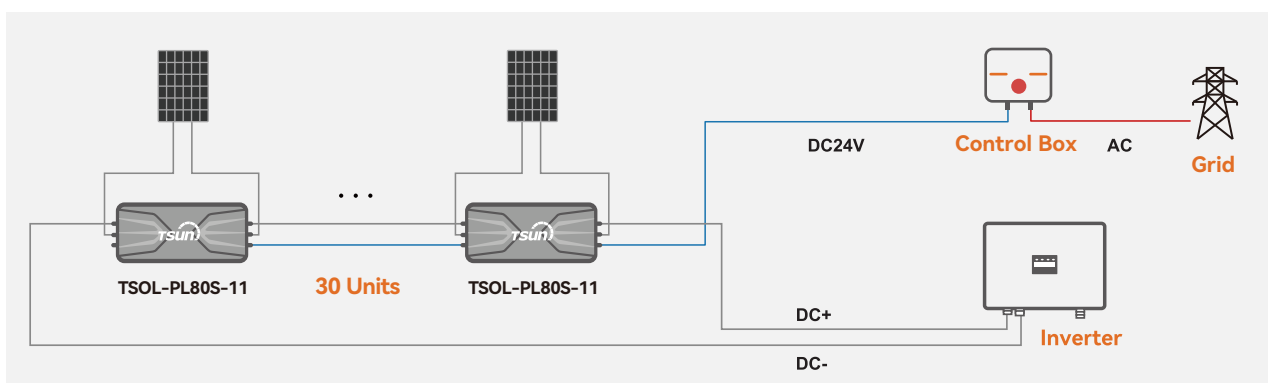 DC24V
Control Box
AC
Grid
• • •
TSUN
TSUN
TSOL-PL80S-11
30 Units
TSOL-PL80S-11
DC+
Inverter
DC-